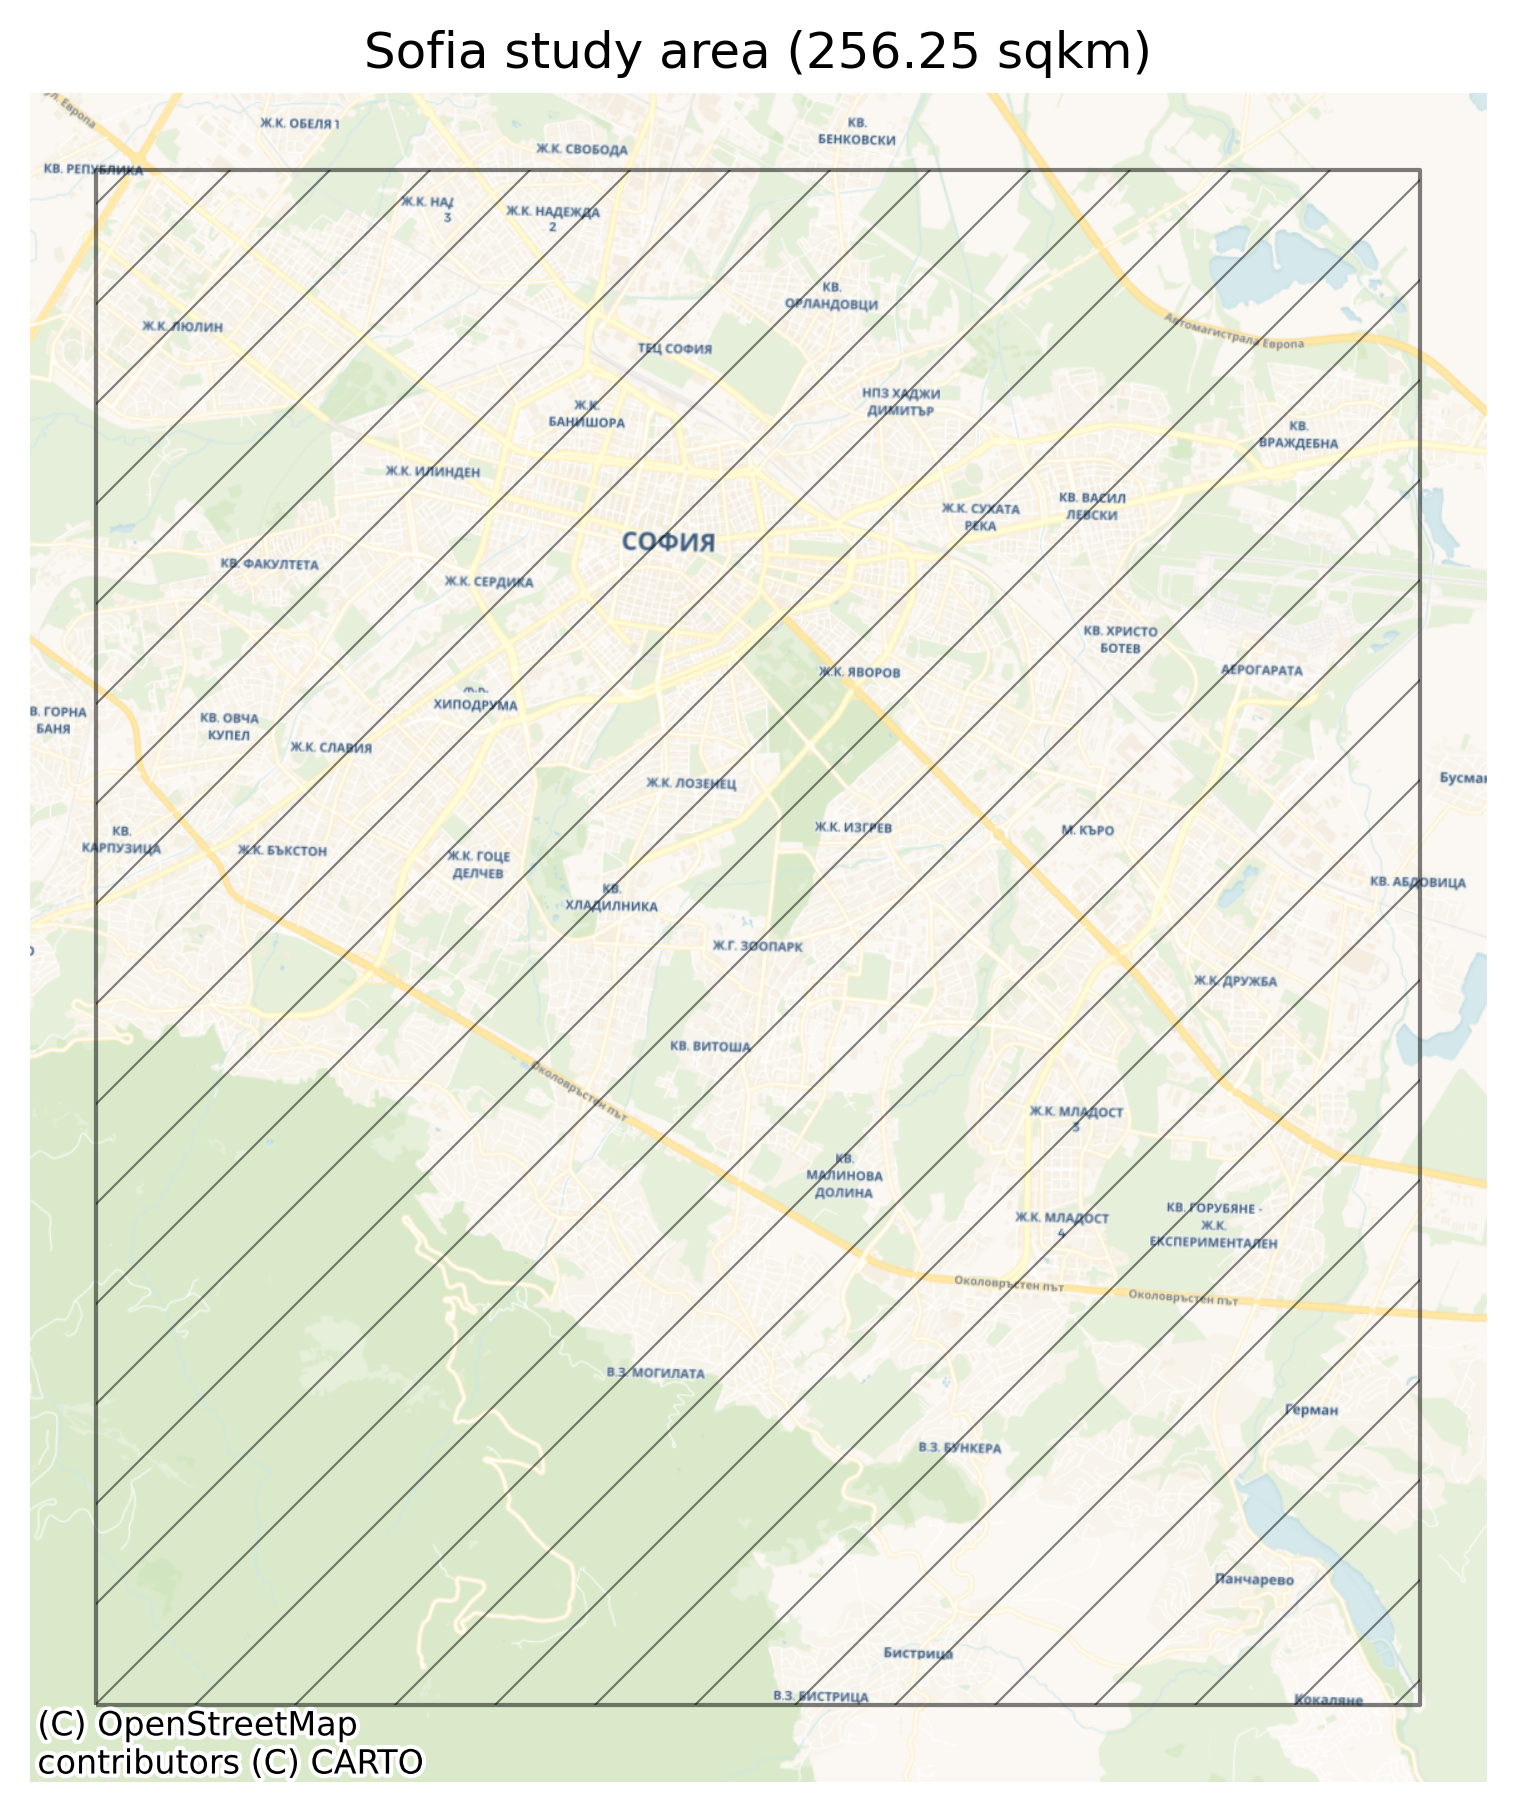 Sofia study area (256.25 sqkm)
Европа
Ж.К. ОБЕЛЯ 1
КВ.
БЕНКОВСКИ
Ж.К. СВОБОДА
КВ. РЕПУБЛИКА
Ж.К.
3
Ж.К. НАДЕЖДА
2
КВ.
ОРЛАНДОВЦИ
Ж.К. ЛЮЛИН
Автомагистрала Европа
ТЕЦ СОФИЯ
НПЗ ХАДЖИ
ДИМИТЪР
Ж.К.
БАНИШОРА
КВ.
ВРАЖДЕБНА
Ж.К. ИЛИНДЕН
КВ. ВАСИЛ
ЛЕВСКИ
Ж.К. СУХАТА
РЕКА
СОФИЯ
КВ. ФАКУЛТЕТА
Ж.К. СЕРДИКА
КВ. ХРИСТО
БОТЕВ
Ж.К. ЯВОРОВ
АЕРОГАРАТА
ХИПОДРУМА
В. ГОРНА
БАНЯ
КВ. ОВЧА
КУПЕЛ
Ж.К. СЛАВИЯ
Ж.К. ЛОЗЕНЕЦ
КВ.
КАРПУЗИЦА
Ж.К. ИЗГРЕВ
М. КЪРО
Ж.К. БЪКСТОН
Ж.К. ГОЦЕ
ДЕЛЧЕВ
КВ.
ХЛАДИЛНИКА
КВ. АБДОВИЦА
Ж.Г. ЗООПАРК
Ж.К. ДРУЖБА
КВ. ВИТОША
Околовръстен път
Ж.К. МЛАДОСТ
3
КВ.
МАЛИНОВА
ДОЛИНА
Ж.К. МЛАДОСТ
4
КВ. ГОРУБЯНЕ -
Ж.К.
ЕКСПЕРИМЕНТАЛЕН
Околовръстен път
Околовръстен път
В.З. МОГИЛАТА
Герман
В.З. БУНКЕРА
Панчарево
Бистрица
В.З. БИСТРИЦА
Кокаляне
(C) OpenStreetMap
contributors (C) CARTO